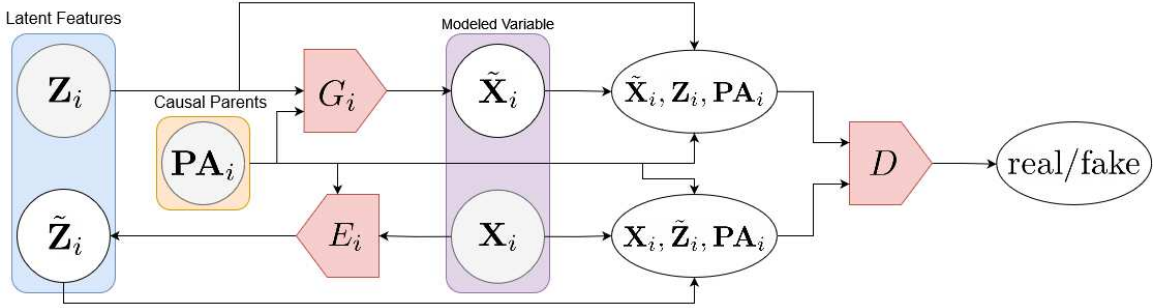 Latent Features
Modeled Variable
Z_i
G_i
X̃_i
X̃_i, Z_i, PA_i
Causal Parents
PA_i
D
real/fake
Z̃_i
E_i
X_i
X_i, Z̃_i, PA_i